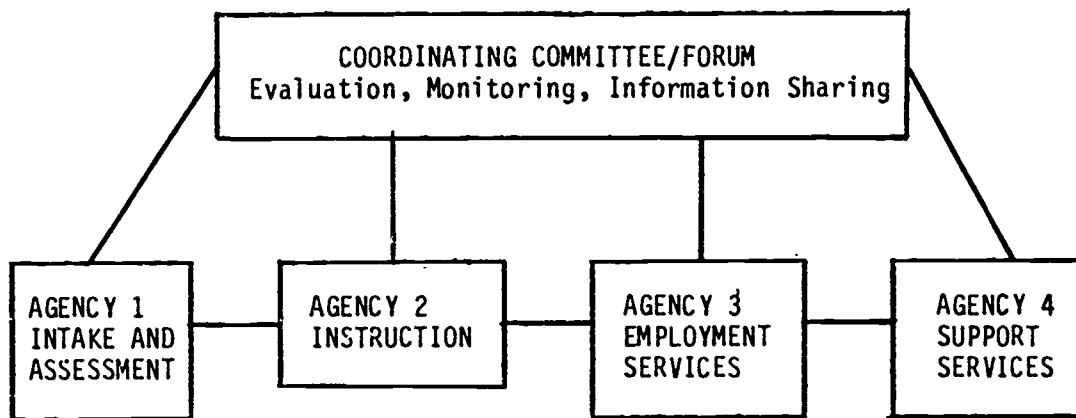 COORDINATING COMMITTEE/FORUM
Evaluation, Monitoring, Information Sharing
AGENCY 1
INTAKE AND
ASSESSMENT
AGENCY 2
INSTRUCTION
AGENCY 3
EMPLOYMENT
SERVICES
AGENCY 4
SUPPORT
SERVICES